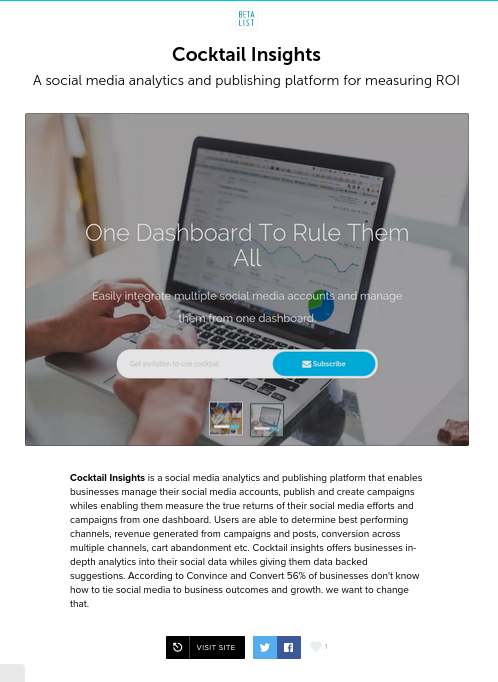 BETA
LIST
Cocktail Insights
A social media analytics and publishing platform for measuring ROI
One Dashboard To Rule Them
All
Easily integrate multiple social media accounts and manage
them from one dashboard.
Get invitation to use cocktail
Subscribe
Cocktail Insights is a social media analytics and publishing platform that enables
businesses manage their social media accounts, publish and create campaigns
whiles enabling them measure the true returns of their social media efforts and
campaigns from one dashboard. Users are able to determine best performing
channels, revenue generated from campaigns and posts, conversion across
multiple channels, cart abandonment etc. Cocktail insights offers businesses in-
depth analytics into their social data whiles giving them data backed
suggestions. According to Convince and Convert 56% of businesses don't know
how to tie social media to business outcomes and growth. we want to change
that.
VISIT SITE
1